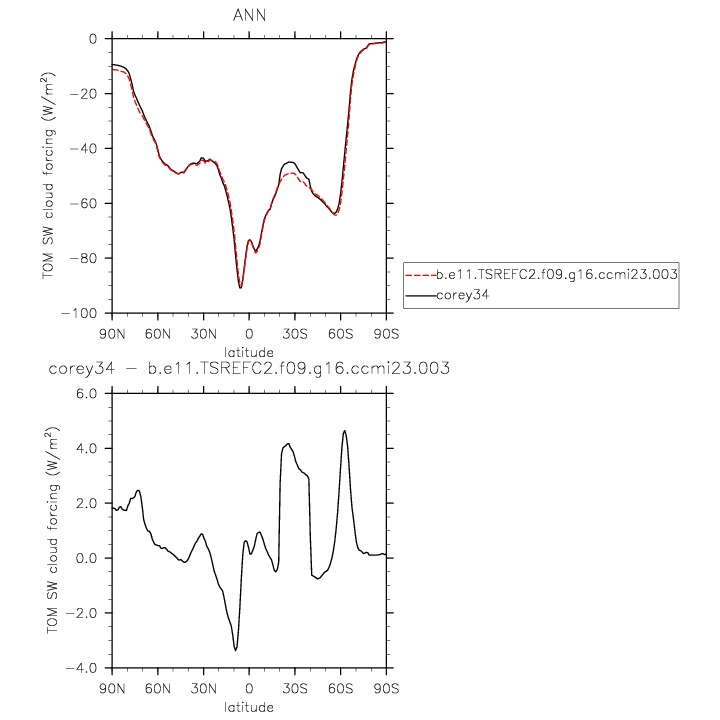 ANN
TOM SW cloud forcing (W/m²)
0
−20
−40
−60
−80
−100
90N 60N 30N 0 30S 60S 90S
latitude
b.e11.TSREFC2.f09.g16.ccmi23.003
corey34
corey34 − b.e11.TSREFC2.f09.g16.ccmi23.003
TOM SW cloud forcing (W/m²)
6.0
4.0
2.0
0.0
−2.0
−4.0
90N 60N 30N 0 30S 60S 90S
latitude